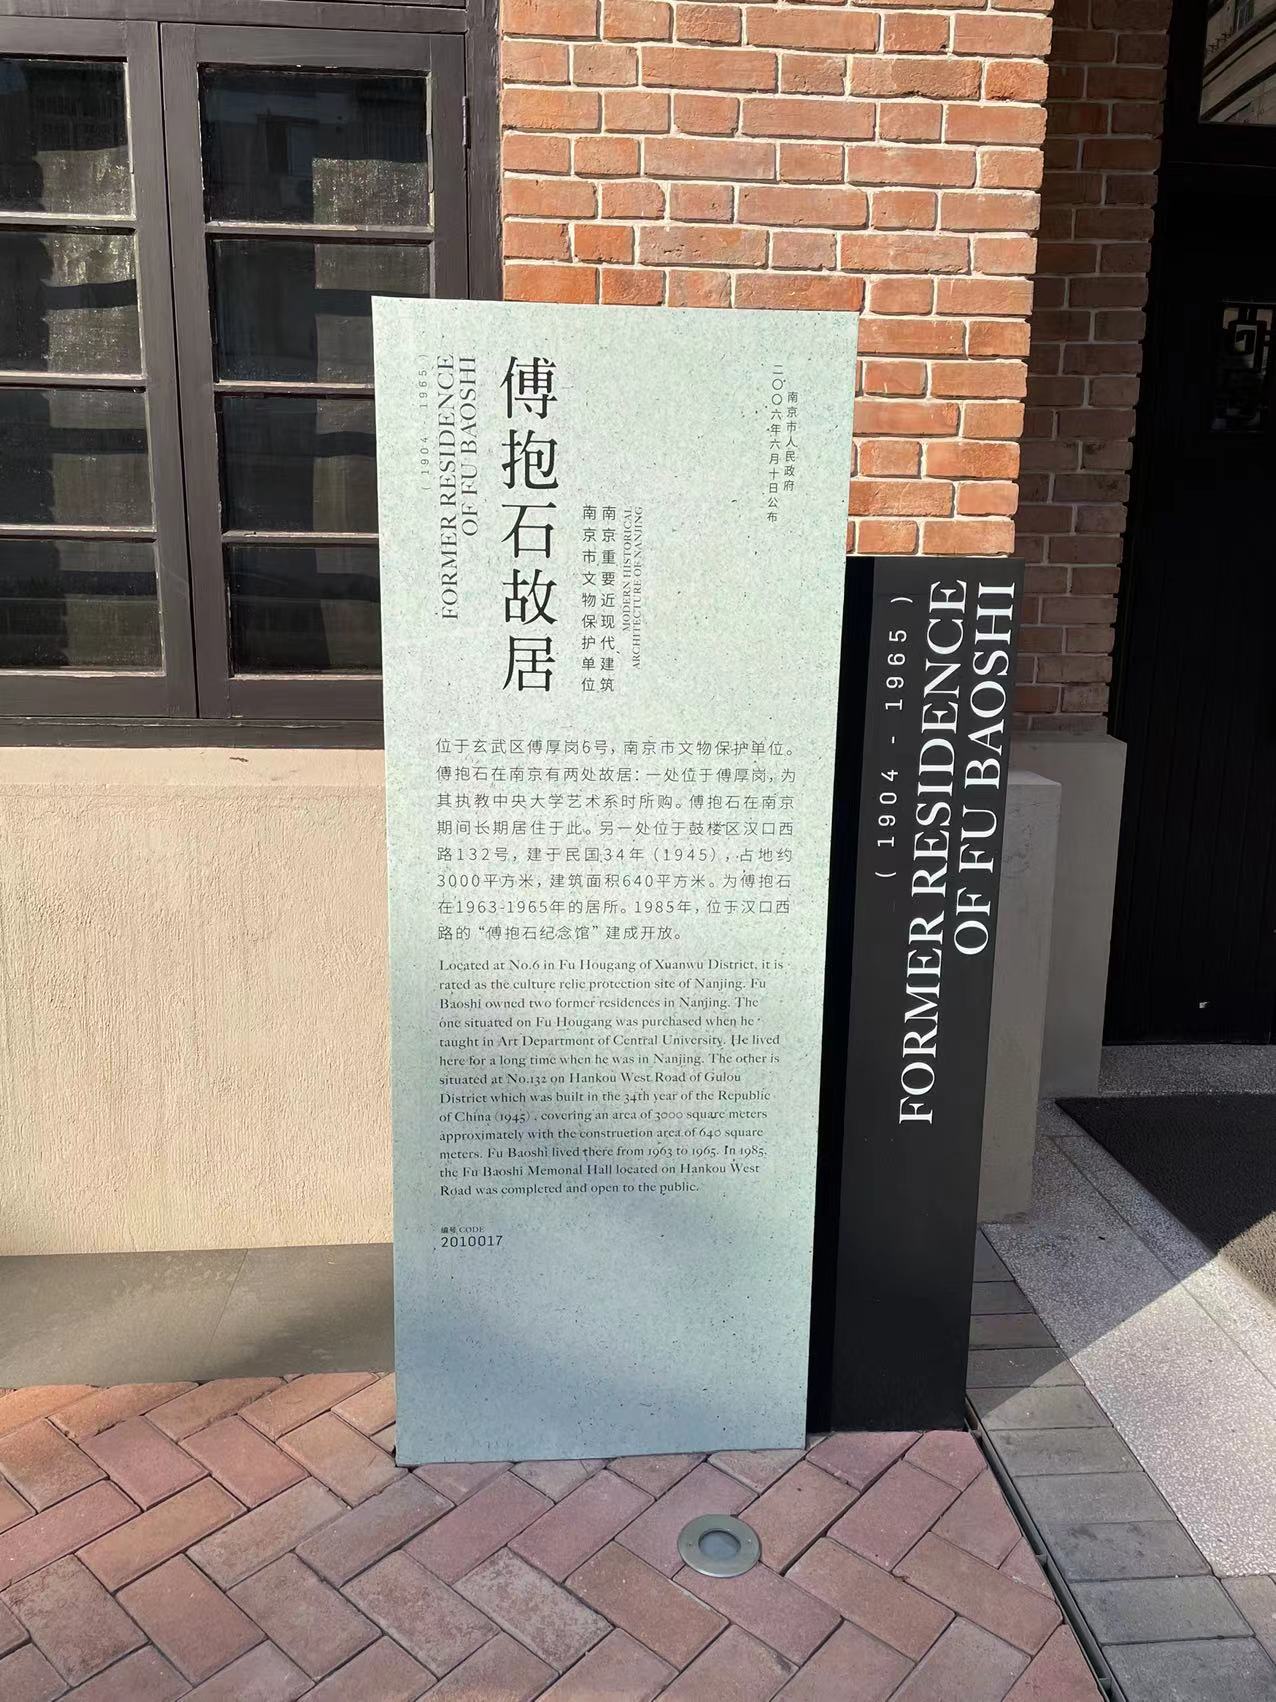 ( 1904 - 1965 )
FORMER RESIDENCE
OF FU BAOSHI
傅抱石故居
南京市文物保护单位
南京重要近现代建筑
MODERN HISTORICAL
ARCHITECTURE OF NANJING
二〇〇六年六月十日公布
南京市人民政府
位于玄武区傅厚岗6号，南京市文物保护单位。
傅抱石在南京有两处故居：一处位于傅厚岗，为
其执教中央大学艺术系时所购。傅抱石在南京
期间长期居住于此。另一处位于鼓楼区汉口西
路132号，建于民国34年（1945），占地约
3000平方米，建筑面积640平方米。为傅抱石
在1963-1965年的居所。1985年，位于汉口西
路的“傅抱石纪念馆”建成开放。
Located at No.6 in Fu Hougang of Xuanwu District, it is
rated as the culture relic protection site of Nanjing. Fu
Baoshi owned two former residences in Nanjing. The
one situated on Fu Hougang was purchased when he
taught in Art Department of Central University. He lived
here for a long time when he was in Nanjing. The other is
situated at No.132 on Hankou West Road of Gulou
District which was built in the 34th year of the Republic
of China (1945) , covering an area of 3000 square meters
approximately with the construction area of 640 square
meters. Fu Baoshi lived there from 1963 to 1965. In 1985,
the Fu Baoshi Memonal Hall located on Hankou West
Road was completed and open to the public.
编号 CODE
2010017
( 1904 - 1965 )
FORMER RESIDENCE
OF FU BAOSHI